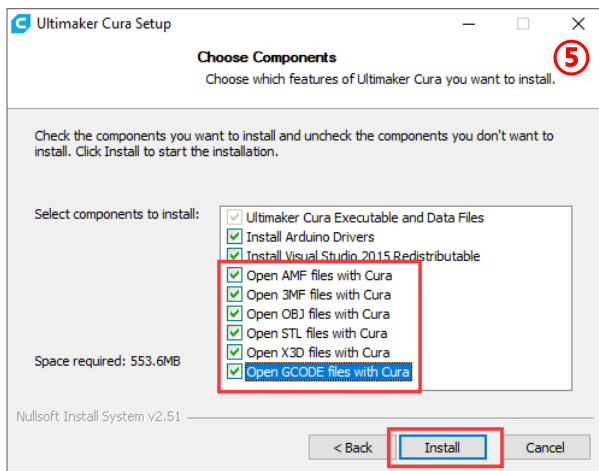 Ultimaker Cura Setup
Choose Components
Choose which features of Ultimaker Cura you want to install.
⑤
Check the components you want to install and uncheck the components you don't want to
install. Click Install to start the installation.
Select components to install:
Ultimaker Cura Executable and Data Files
Install Arduino Drivers
Install Visual Studio 2015 Redistributable
Open AMF files with Cura
Open 3MF files with Cura
Open OBJ files with Cura
Open STL files with Cura
Open X3D files with Cura
Open GCODE files with Cura
Space required: 553.6MB
Nullsoft Install System v2.51
< Back
Install
Cancel